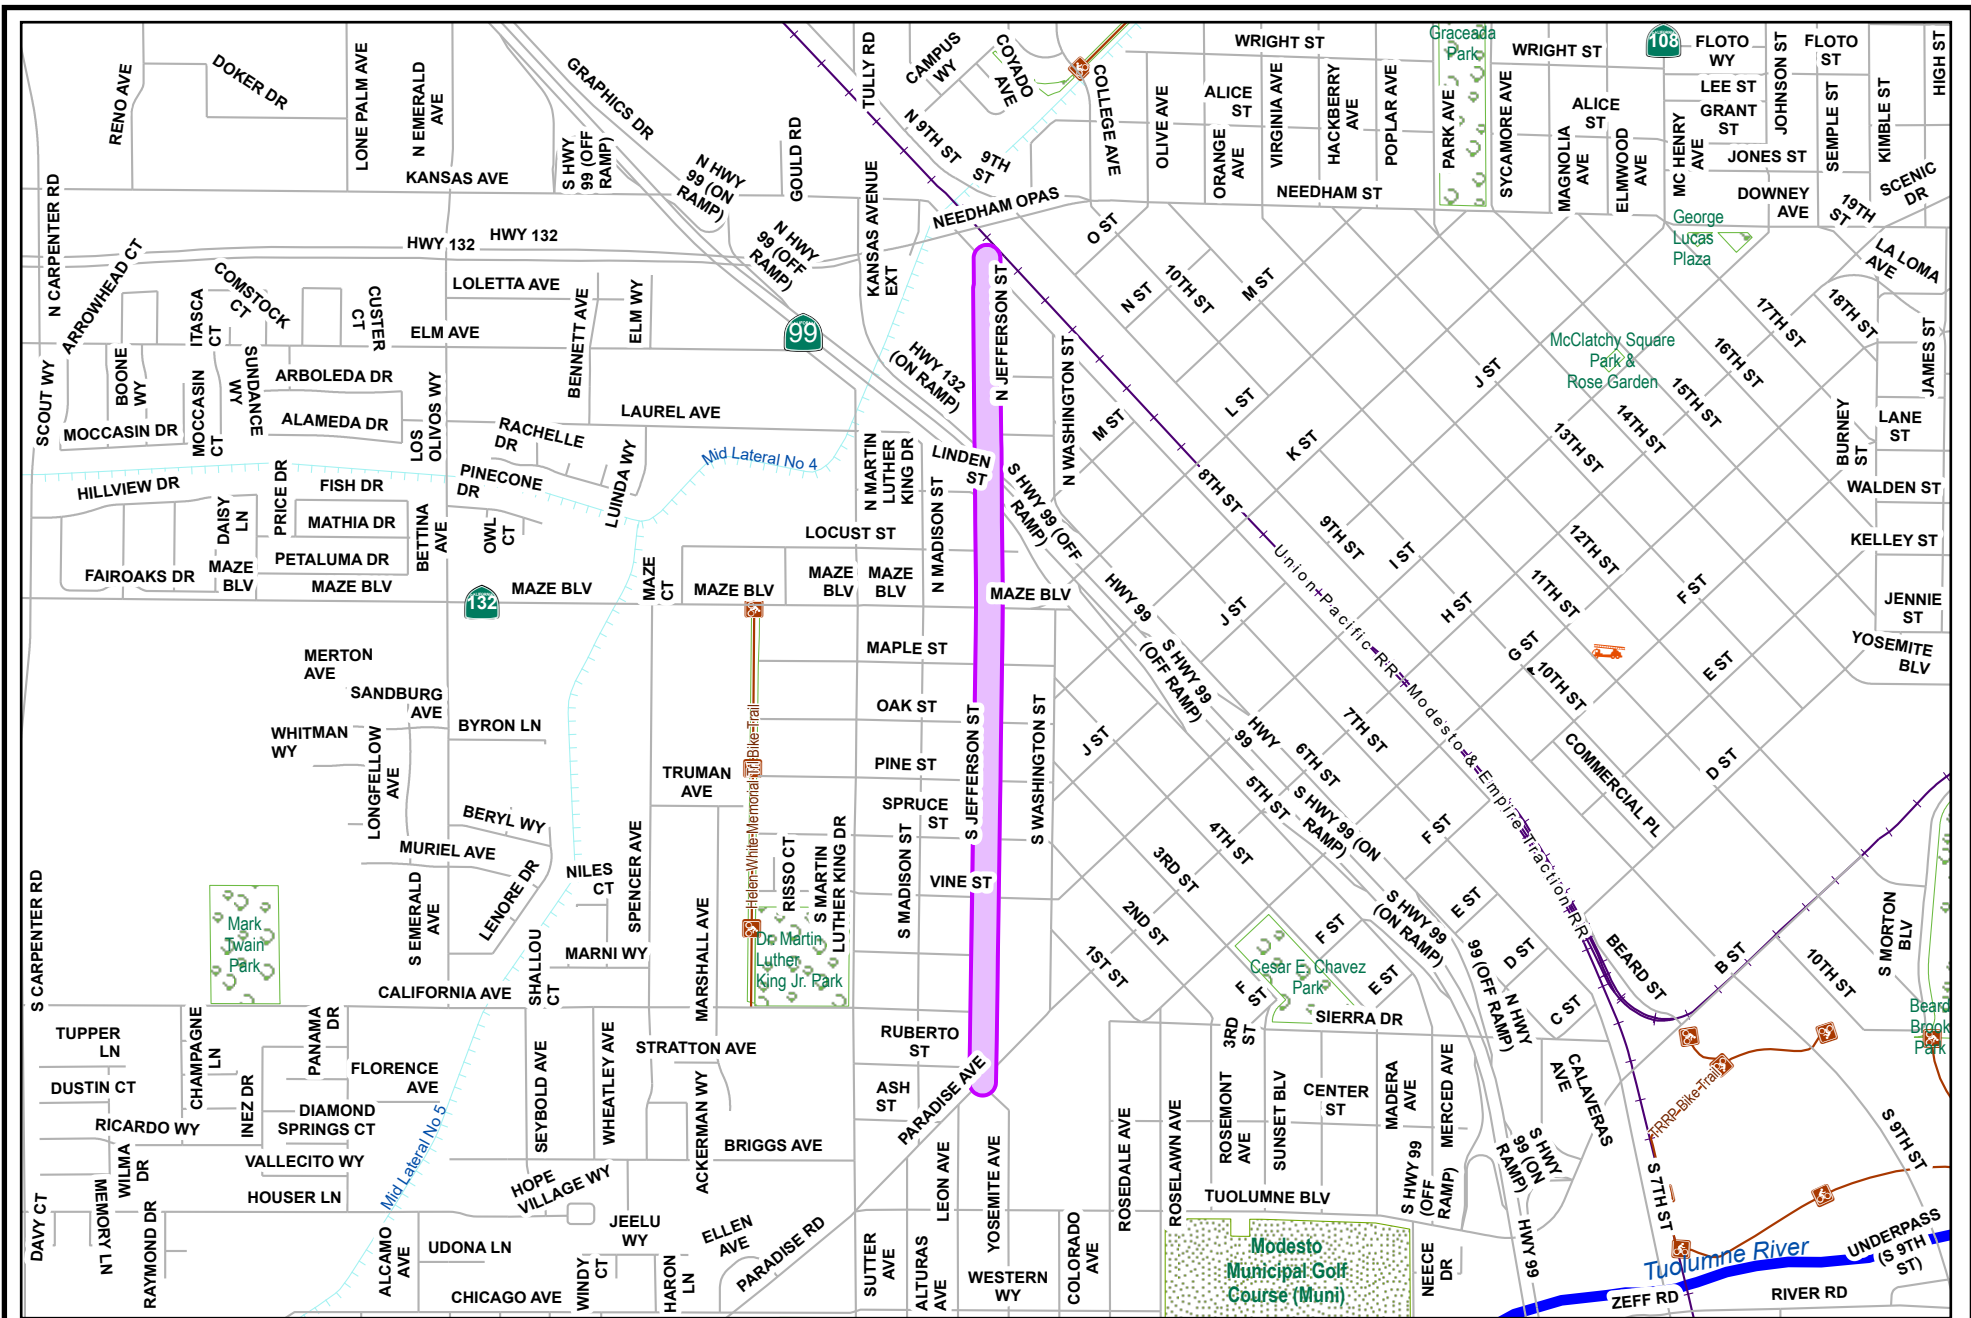 RENO AVE
DOKER DR
LONE PALM AVE
N EMERALD
AVE
GRAPHICS DR
S HWY
99 (OFF
RAMP)
N HWY
99 (ON
RAMP)
GOULD RD
TULLY RD
CAMPUS
WY
COYADO
AVE
N 9TH ST
9TH
ST
COLLEGE AVE
WRIGHT ST
OLIVE AVE
ALICE
ST
ORANGE
AVE
VIRGINIA AVE
HACKBERRY
AVE
POPLAR AVE
Graceada
Park
PARK AVE
SYCAMORE AVE
WRIGHT ST
ALICE
ST
MAGNOLIA
AVE
ELMWOOD
AVE
108
FLOTO
WY
LEE ST
GRANT
ST
MC HENRY
AVE
JOHNSON ST
FLOTO
ST
SEMPLE ST
KIMBLE ST
HIGH ST
JONES ST
DOWNEY
AVE
SCENIC
DR
19TH
ST
N CARPENTER RD
KANSAS AVE
KANSAS AVENUE
EXT
NEEDHAM OPAS
NEEDHAM ST
O ST
George
Lucas
Plaza
LA LOMA
AVE
HWY 132
HWY 132
N HWY
99 (OFF
RAMP)
ARROWHEAD CT
COMSTOCK
CT
ITASCA
CT
CUSTER
CT
LOLETTA AVE
ELM AVE
BENNETT AVE
ELM WY
99
HWY 132
(ON RAMP)
N JEFFERSON ST
N WASHINGTON ST
N ST
10TH ST
M ST
17TH ST
18TH ST
McClatchy Square
Park &
Rose Garden
16TH ST
15TH ST
14TH ST
13TH ST
JAMES ST
LANE
ST
BURNEY
ST
WALDEN ST
KELLEY ST
JENNIE
ST
YOSEMITE
BLV
SCOUT WY
BOONE
WY
MOCCASIN
CT
SUNDANCE
WY
ARBOLEDA DR
ALAMEDA DR
LOS
OLIVOS WY
MOCCASIN DR
RACHELLE
DR
LAUREL AVE
PINECONE
DR
LUINDA WY
Mid Lateral No 4
N MARTIN
LUTHER
KING DR
LINDEN
ST
N MADISON ST
S HWY 99 (OFF
RAMP)
M ST
L ST
K ST
J ST
8TH ST
Union Pacific RR
Modesto & Empire Traction RR
9TH ST
I ST
12TH ST
11TH ST
H ST
F ST
G ST
10TH ST
E ST
HILLVIEW DR
PRICE DR
FISH DR
DAISY
LN
MATHIA DR
PETALUMA DR
BETTINA
AVE
OWL
CT
FAIROAKS DR
MAZE
BLV
MAZE BLV
132
MAZE BLV
MAZE
CT
LOCUST ST
MAZE BLV
MAZE
BLV
MAZE
BLV
MAZE BLV
HWY 99
(OFF RAMP)
S HWY 99
J ST
MERTON
AVE
SANDBURG
AVE
WHITMAN
WY
BYRON LN
LONGFELLOW
AVE
MAPLE ST
OAK ST
PINE ST
SPRUCE
ST
S JEFFERSON ST
S WASHINGTON ST
J ST
HWY
99
7TH ST
6TH ST
5TH ST
S HWY 99 (ON
RAMP)
COMMERCIAL PL
D ST
F ST
TRUMAN
AVE
Helen White Memorial Trl Bike Trail
BERYL WY
MURIEL AVE
LENORE DR
NILES
CT
SPENCER AVE
MARSHALL AVE
RISSO CT
S MARTIN
LUTHER KING DR
S MADISON ST
VINE ST
4TH ST
3RD ST
2ND ST
1ST ST
S HWY 99
(ON RAMP)
E ST
F ST
D ST
C ST
99 (OFF RAMP)
N HWY
BEARD ST
B ST
10TH ST
S MORTON
BLV
Beard
Brook
Park
S CARPENTER RD
Mark
Twain
Park
S EMERALD
AVE
MARNI WY
SHALLOU
CT
Dr. Martin
Luther
King Jr. Park
CALIFORNIA AVE
Cesar E. Chavez
Park
F
ST
E ST
SIERRA DR
TUPPER
LN
CHAMPAGNE
LN
PANAMA
DR
FLORENCE
AVE
DUSTIN CT
INEZ DR
DIAMOND
SPRINGS CT
RICARDO WY
VALLECITO WY
HOUSER LN
WILMA
DR
MEMORY LN
DAVY CT
RAYMOND DR
Mid Lateral No 5
ALCAMO
AVE
UDONA LN
CHICAGO AVE
SEYBOLD AVE
WHEATLEY AVE
STRATTON AVE
ACKERMAN WY
BRIGGS AVE
HOPE
VILLAGE WY
JEELU
WY
WINDY
CT
HARON
LN
ELLEN
AVE
PARADISE RD
RUBERTO
ST
ASH
ST
PARADISE AVE
SUTTER
AVE
LEON AVE
ALTURAS
AVE
YOSEMITE AVE
WESTERN
WY
COLORADO
AVE
ROSEDALE AVE
ROSELAWN AVE
3RD
ST
ROSEMONT
AVE
SUNSET BLV
CENTER
ST
MADERA
AVE
MERCED AVE
CALAVERAS
AVE
TUOLUMNE BLV
S HWY 99
(OFF
RAMP)
S HWY
99 (ON
RAMP)
HWY 99
NEECE
DR
Modesto
Municipal Golf
Course (Muni)
TRRP Bike Trail
S 7TH ST
S 9TH ST
Tuolumne River
UNDERPASS
(S 9TH
ST)
ZEFF RD
RIVER RD